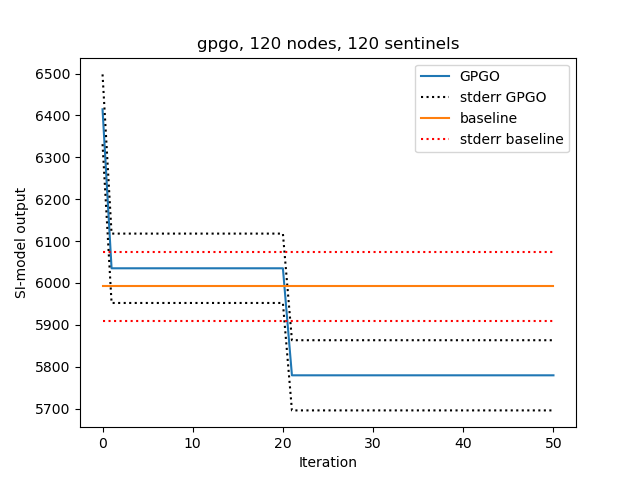 gpgo, 120 nodes, 120 sentinels
GPGO
stderr GPGO
baseline
stderr baseline
SI-model output
6500
6400
6300
6200
6100
6000
5900
5800
5700
0 10 20 30 40 50
Iteration